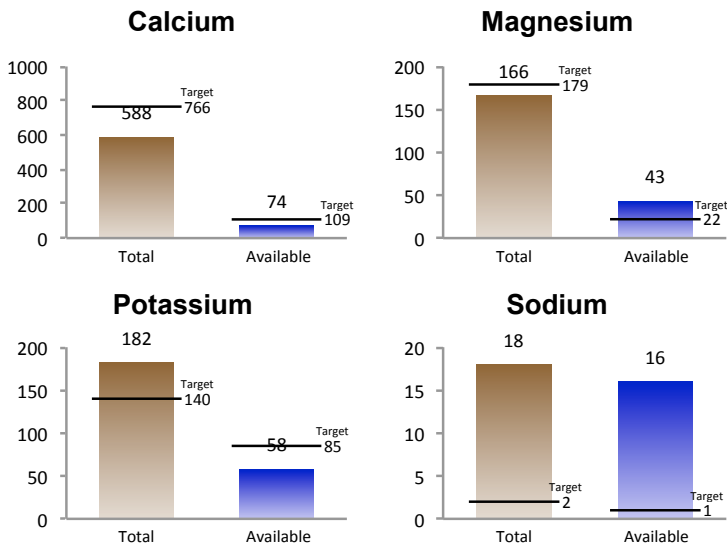 Calcium
1000
800
600
400
200
0
588
Target
766
74
Target
109
Total
Available
Magnesium
200
150
100
50
0
166
Target
179
43
Target
22
Total
Available
Potassium
200
150
100
50
0
182
Target
140
58
Target
85
Total
Available
Sodium
20
15
10
5
0
18
Target
2
16
Target
1
Total
Available